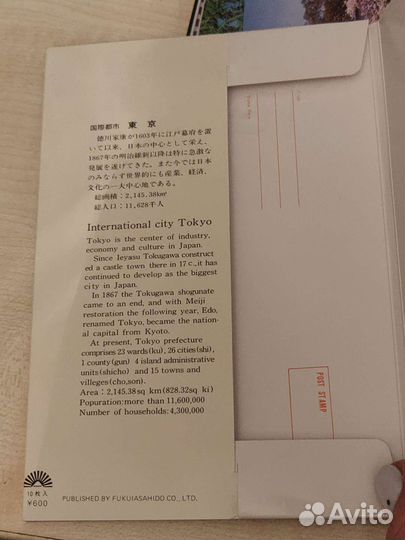 国際都市 東京
徳川家康が1603年に江戸幕府を置
いて以来、日本の中心として栄え、
1867年の明治維新以降は特に急激な
発展を遂げてきた。また今では日本
のみならず世界的にも産業、経済、
文化の一大中心地である。
総画積：2,145.38km²
総人口：11,628千人
International city Tokyo
Tokyo is the center of industry,
economy and culture in Japan.
Since Ieyasu Tokugawa construct
ed a castle town there in 17 c.,it has
continued to develop as the biggest
city in Japan.
In 1867 the Tokugawa shogunate
came to an end, and with Meiji
restoration the following year, Edo,
renamed Tokyo, became the nation-
al capital from Kyoto.
At present, Tokyo prefecture
comprises 23 wards(ku), 26 cities(shi),
1 county(gun) 4 island administrative
units(shicho) and 15 towns and
villeges(cho,son).
Area : 2,145.38 sq km(828.32sq ki)
Popuration:more than 11,600,000
Number of households: 4,300,000
10枚入
¥600
PUBLISHED BY FUKUIASAHIDO CO., LTD.
POST STAMP
Avito